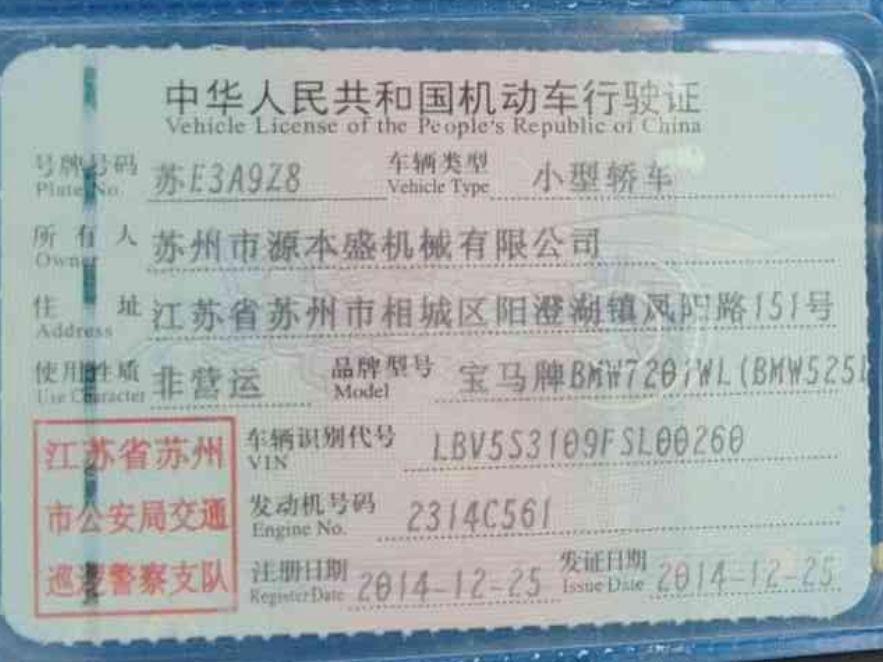 中华人民共和国机动车行驶证
Vehicle License of the People's Republic of China
号牌号码 苏E3A9Z8 车辆类型 小型轿车
Plate No. Vehicle Type
所有人 苏州市源本盛机械有限公司
Owner
住址 江苏省苏州市相城区阳澄湖镇凤阳路151号
Address
使用性质 非营运 品牌型号 宝马牌BMW7201WL(BMW525L
Use Character Model
江苏省苏州
市公安局交通
巡逻警察支队
车辆识别代号 LBV5S3109FSL00260
VIN
发动机号码 2314C561
Engine No.
注册日期 2014-12-25 发证日期 2014-12-25
Register Date Issue Date